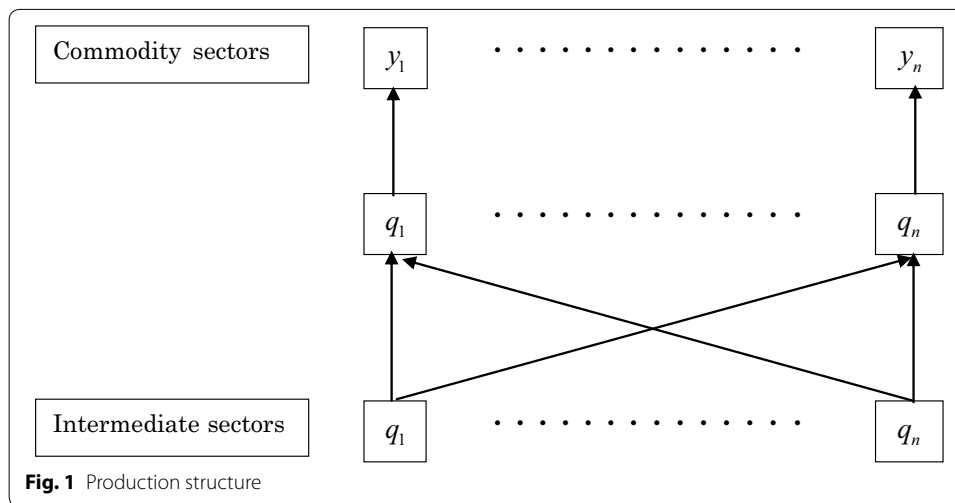 Commodity sectors y₁ . . . . . . . . . . . . . . yₙ
q₁ . . . . . . . . . . . . . . qₙ
Intermediate sectors q₁ . . . . . . . . . . . . . . qₙ
Fig. 1 Production structure